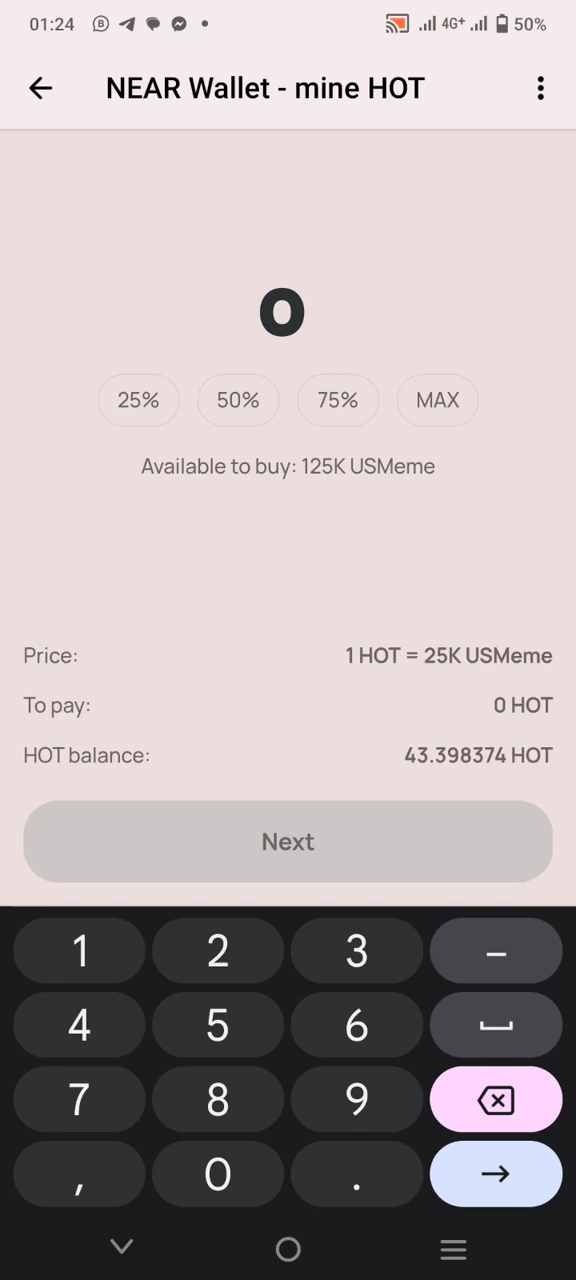 01:24 4G+ 50%
NEAR Wallet - mine HOT
0
25% 50% 75% MAX
Available to buy: 125K USMeme
Price: 1 HOT = 25K USMeme
To pay: 0 HOT
HOT balance: 43.398374 HOT
Next
1 2 3 –
4 5 6
7 8 9
, 0 .